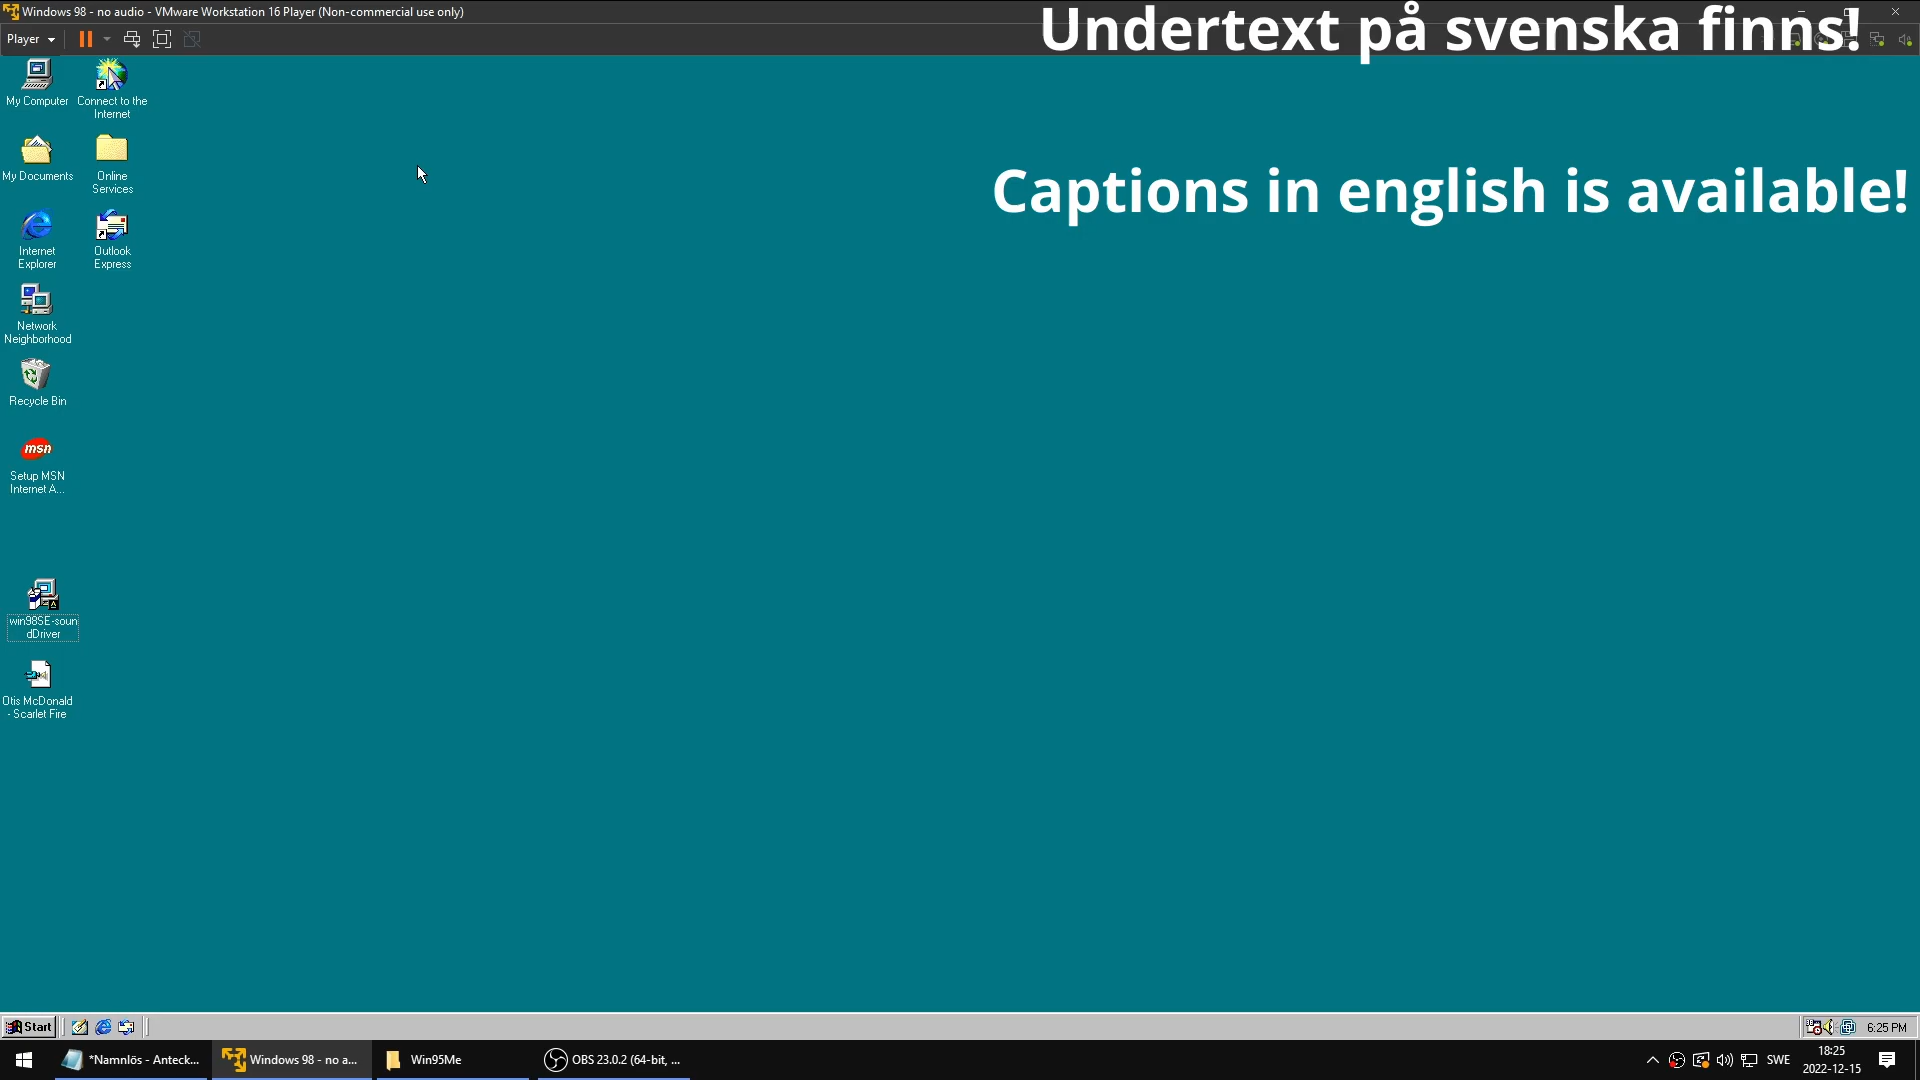 Windows 98 - no audio - VMware Workstation 16 Player (Non-commercial use only)
Player
Undertext på svenska finns!
Captions in english is available!
My Computer
Connect to the
Internet
My Documents
Online
Services
Internet
Explorer
Outlook
Express
Network
Neighborhood
Recycle Bin
msn
Setup MSN
Internet A...
win98SE-soun
dDriver
Otis McDonald
- Scarlet Fire
Start
6:25 PM
*Namnlös - Anteck...
Windows 98 - no a...
Win95Me
OBS 23.0.2 (64-bit, ...
SWE
18:25
2022-12-15